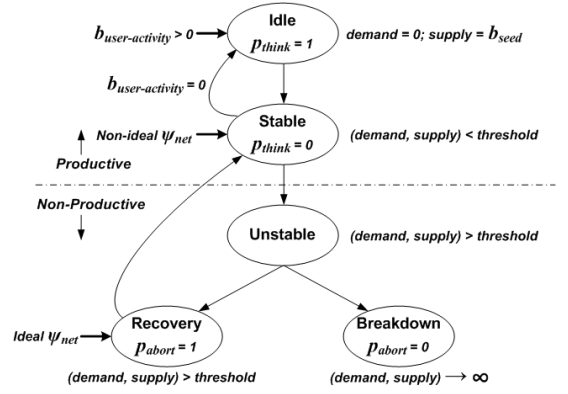 Idle
b_user-activity > 0
p_think = 1
demand = 0; supply = b_seed
b_user-activity = 0
Stable
Non-ideal ψ_net
p_think = 0
(demand, supply) < threshold
Productive
Non-Productive
Unstable
(demand, supply) > threshold
Recovery
Breakdown
Ideal ψ_net
p_abort = 1
p_abort = 0
(demand, supply) > threshold
(demand, supply) → ∞